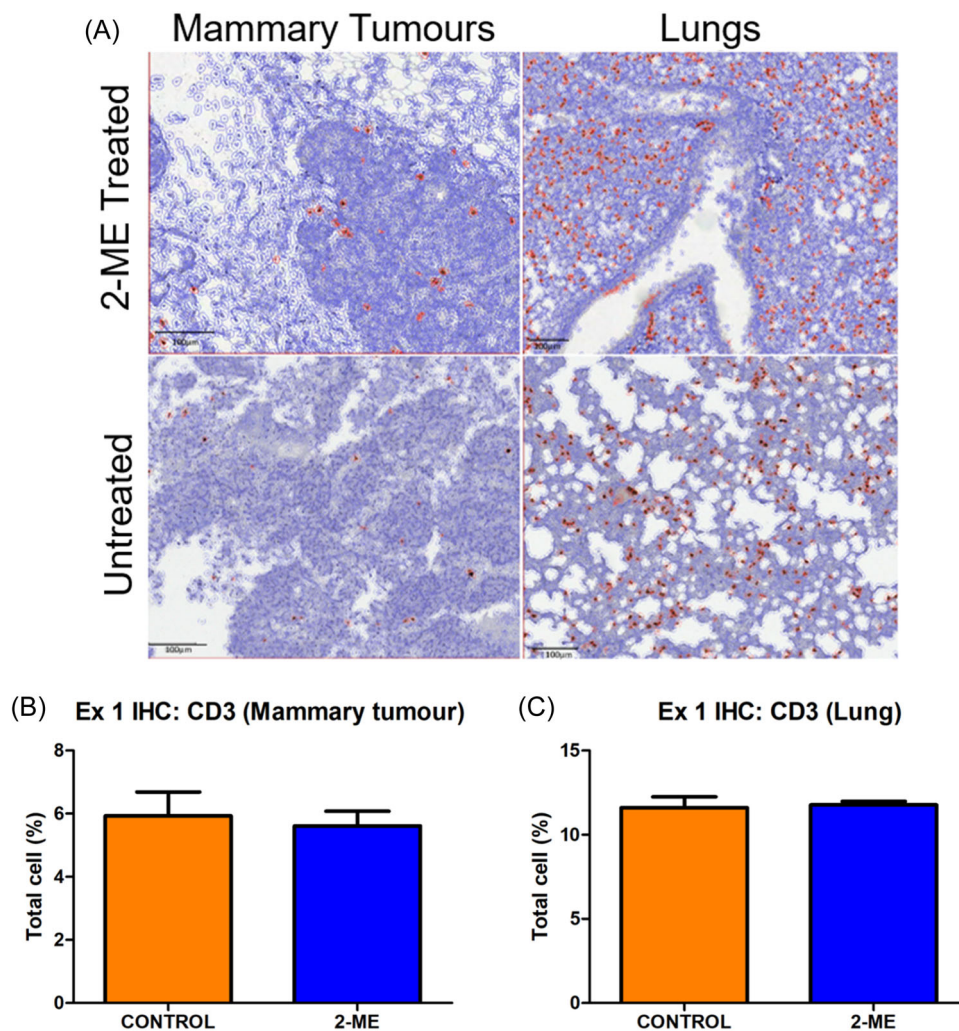 (A)
Mammary Tumours
Lungs
2-ME Treated
100µm
Untreated
100µm
100µm
(B)
Ex 1 IHC: CD3 (Mammary tumour)
Total cell (%)
8
6
4
2
0
CONTROL
2-ME
(C)
Ex 1 IHC: CD3 (Lung)
Total cell (%)
15
10
5
0
CONTROL
2-ME